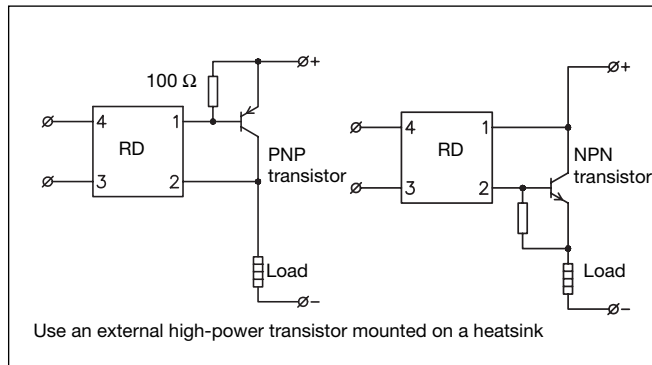 100 Ω
+
4 1
RD
3 2
PNP
transistor
Load
−
+
4 1
RD
3 2
NPN
transistor
Load
−
Use an external high-power transistor mounted on a heatsink